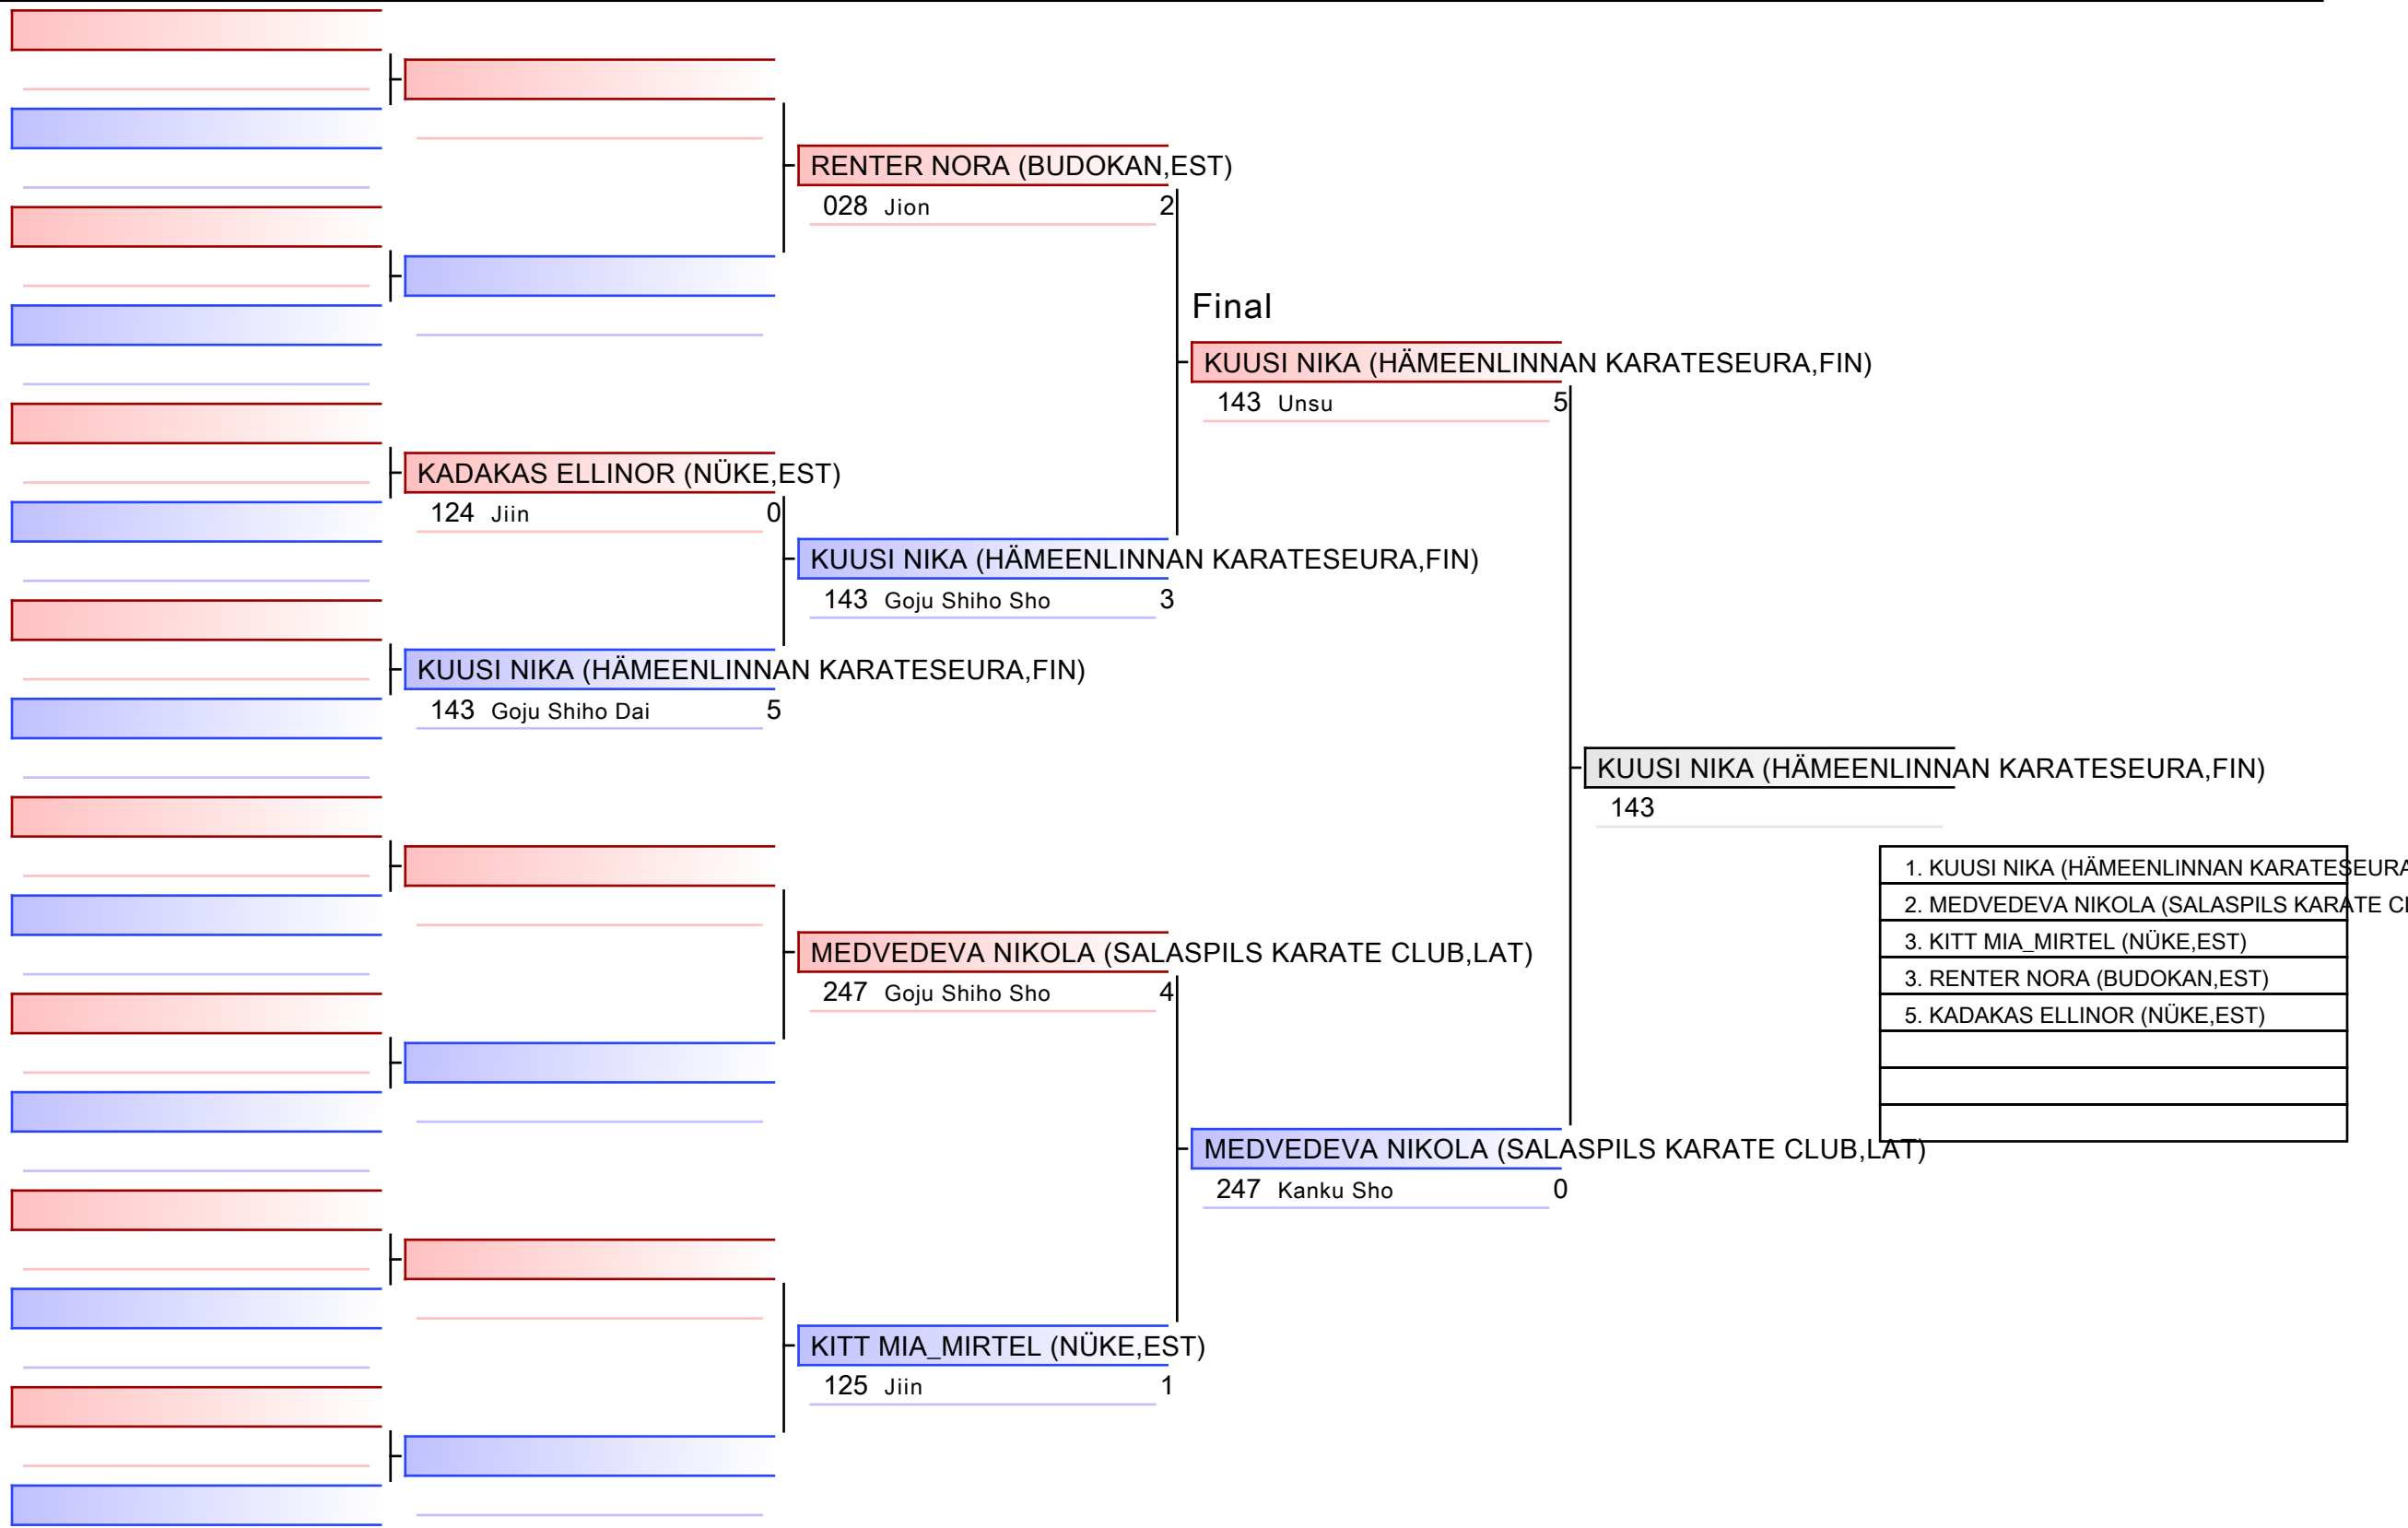 RENTER NORA (BUDOKAN,EST)
028 Jion 2
Final
KUUSI NIKA (HÄMEENLINNAN KARATESEURA,FIN)
143 Unsu 5
KADAKAS ELLINOR (NÜKE,EST)
124 Jiin 0
KUUSI NIKA (HÄMEENLINNAN KARATESEURA,FIN)
143 Goju Shiho Sho 3
KUUSI NIKA (HÄMEENLINNAN KARATESEURA,FIN)
143 Goju Shiho Dai 5
KUUSI NIKA (HÄMEENLINNAN KARATESEURA,FIN)
143
1. KUUSI NIKA (HÄMEENLINNAN KARATESEURA
2. MEDVEDEVA NIKOLA (SALASPILS KARATE
3. KITT MIA_MIRTEL (NÜKE,EST)
3. RENTER NORA (BUDOKAN,EST)
5. KADAKAS ELLINOR (NÜKE,EST)
MEDVEDEVA NIKOLA (SALASPILS KARATE CLUB,LAT)
247 Goju Shiho Sho 4
MEDVEDEVA NIKOLA (SALASPILS KARATE CLUB,LAT)
247 Kanku Sho 0
KITT MIA_MIRTEL (NÜKE,EST)
125 Jiin 1